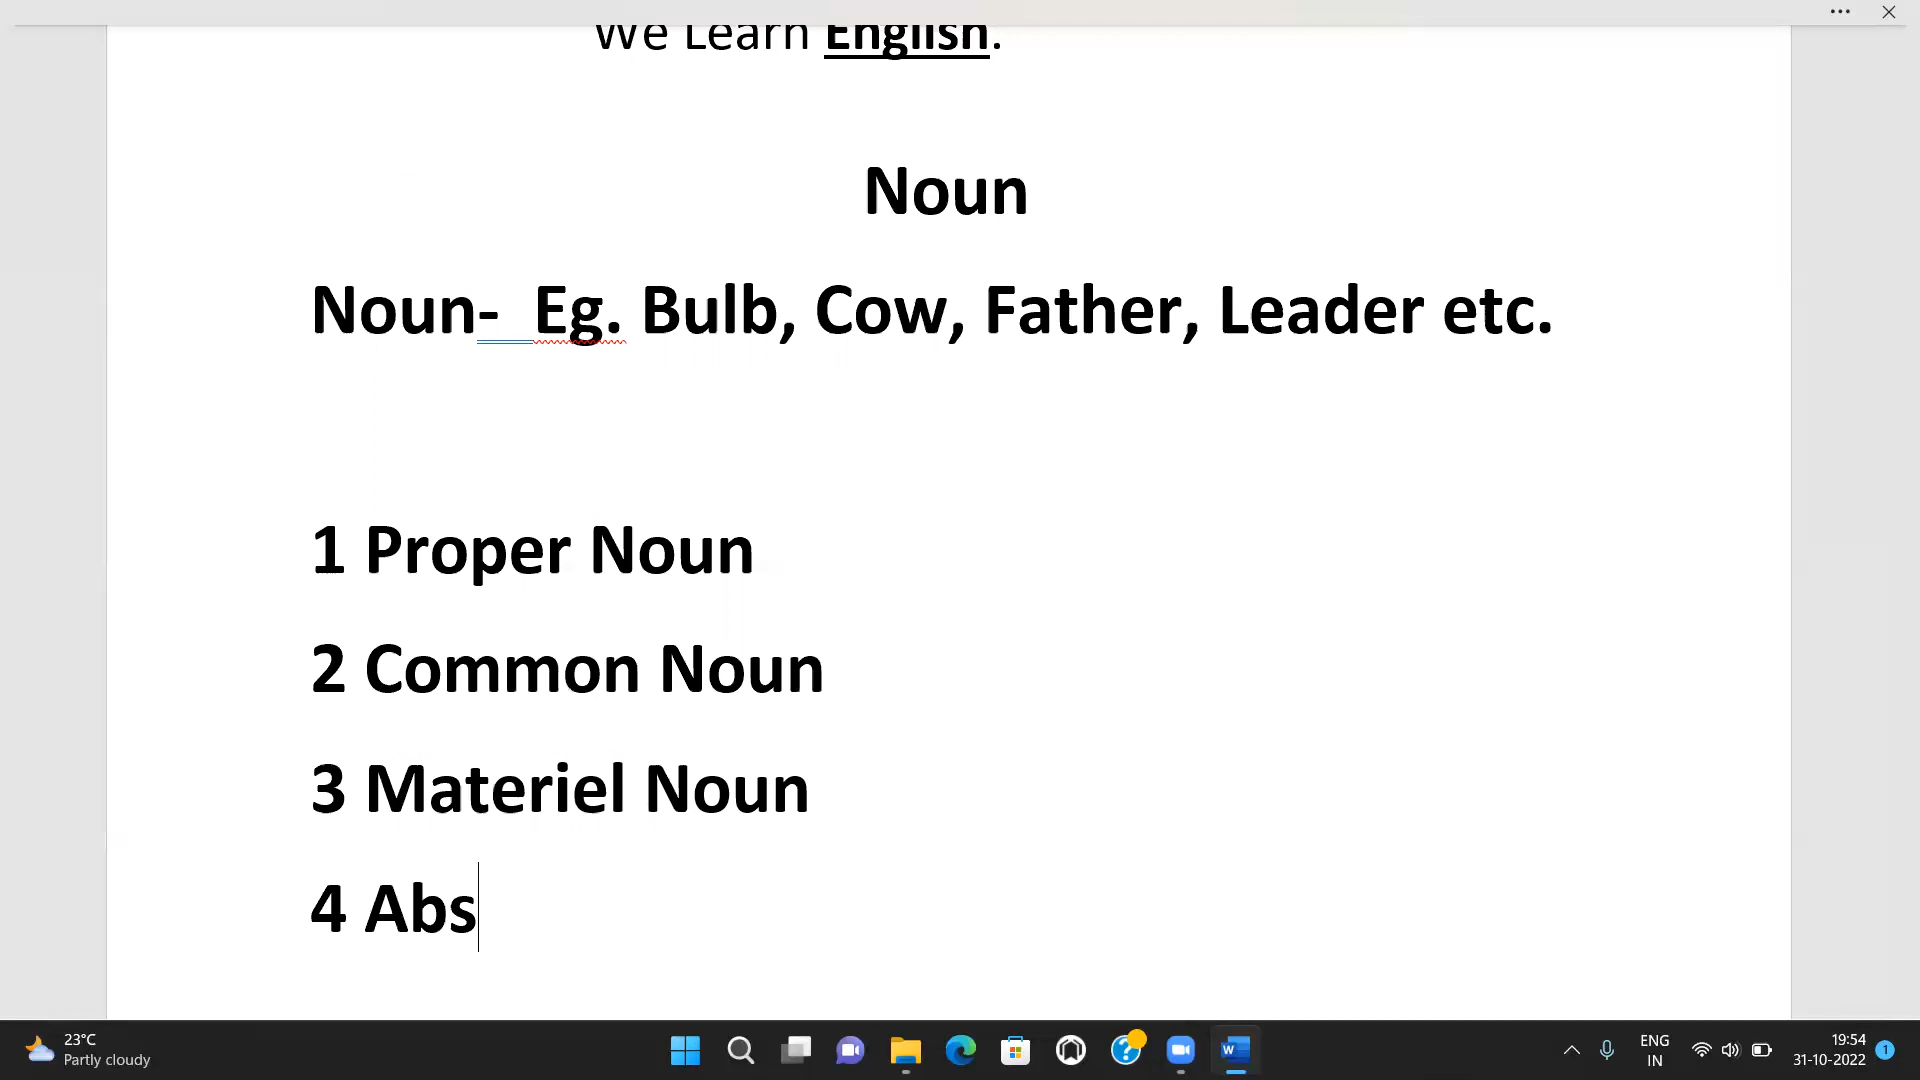 We Learn English.
Noun
Noun-  Eg. Bulb, Cow, Father, Leader etc.
1 Proper Noun
2 Common Noun
3 Materiel Noun
4 Abs
23°C
Partly cloudy
ENG
IN
19:54
31-10-2022
1